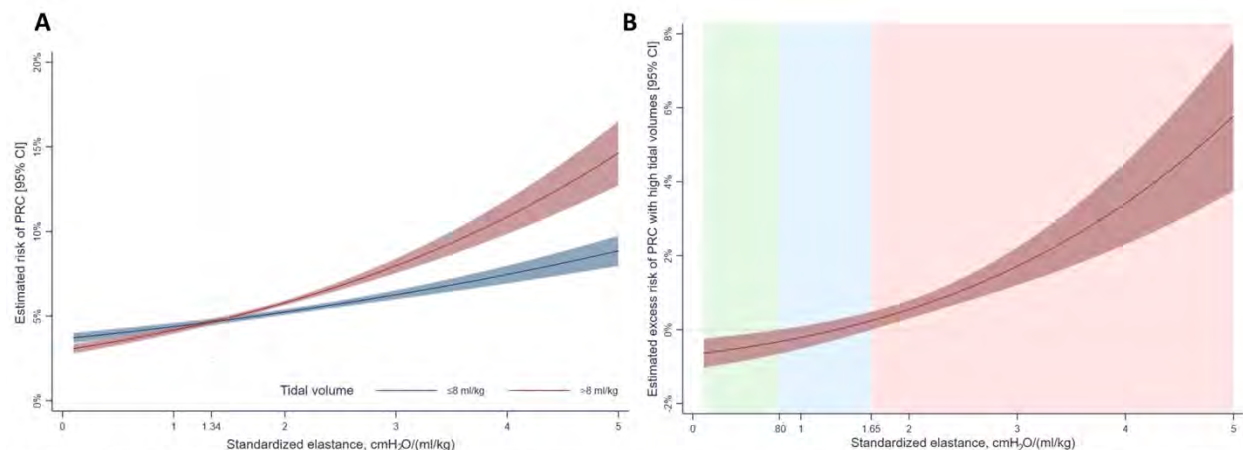 A
Estimated risk of PRC [95% CI]
20%
15%
10%
5%
0%
Tidal volume ≤8 ml/kg >8 ml/kg
0 1 1.34 2 3 4 5
Standardized elastance, cmH₂O/(ml/kg)
B
Estimated excess risk of PRC with high tidal volumes [95% CI]
8%
6%
4%
2%
0%
-2%
0 .80 1 1.65 2 3 4 5
Standardized elastance, cmH₂O/(ml/kg)